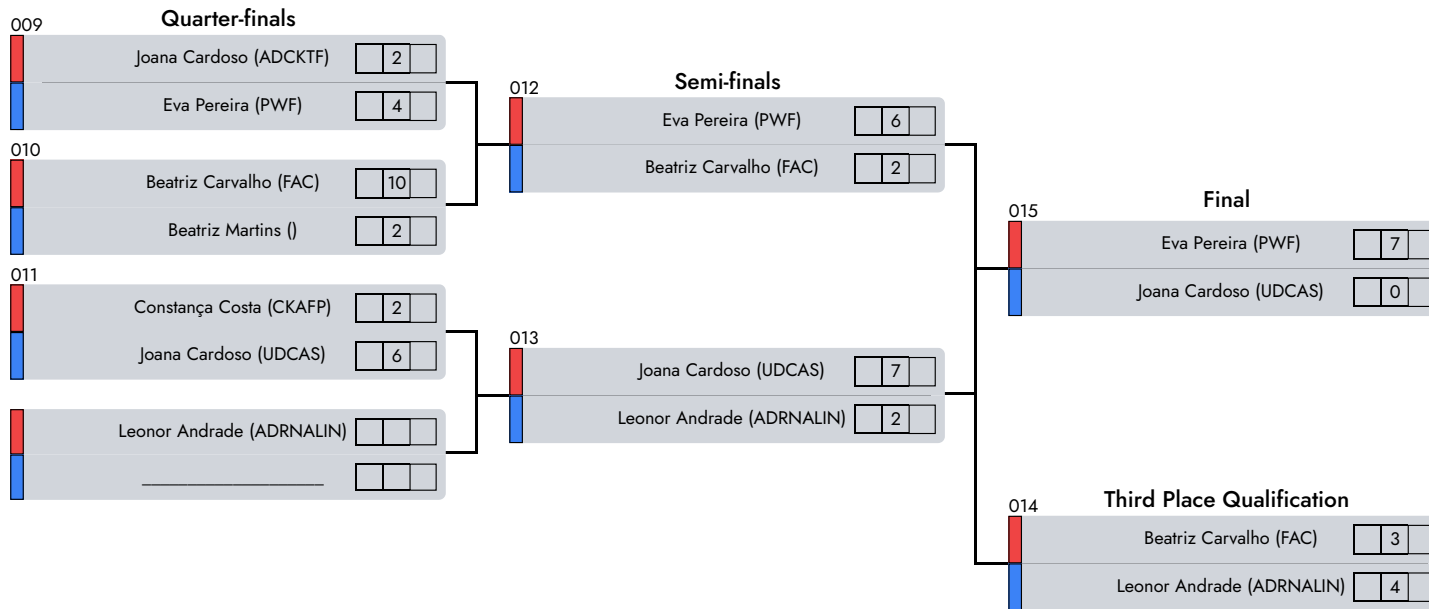 Quarter-finals
009
Joana Cardoso (ADCKTF) 2
Eva Pereira (PWF) 4
010
Beatriz Carvalho (FAC) 10
Beatriz Martins () 2
011
Constança Costa (CKAFP) 2
Joana Cardoso (UDCAS) 6
Leonor Andrade (ADRNALIN)
____________________
Semi-finals
012
Eva Pereira (PWF) 6
Beatriz Carvalho (FAC) 2
013
Joana Cardoso (UDCAS) 7
Leonor Andrade (ADRNALIN) 2
Final
015
Eva Pereira (PWF) 7
Joana Cardoso (UDCAS) 0
Third Place Qualification
014
Beatriz Carvalho (FAC) 3
Leonor Andrade (ADRNALIN) 4